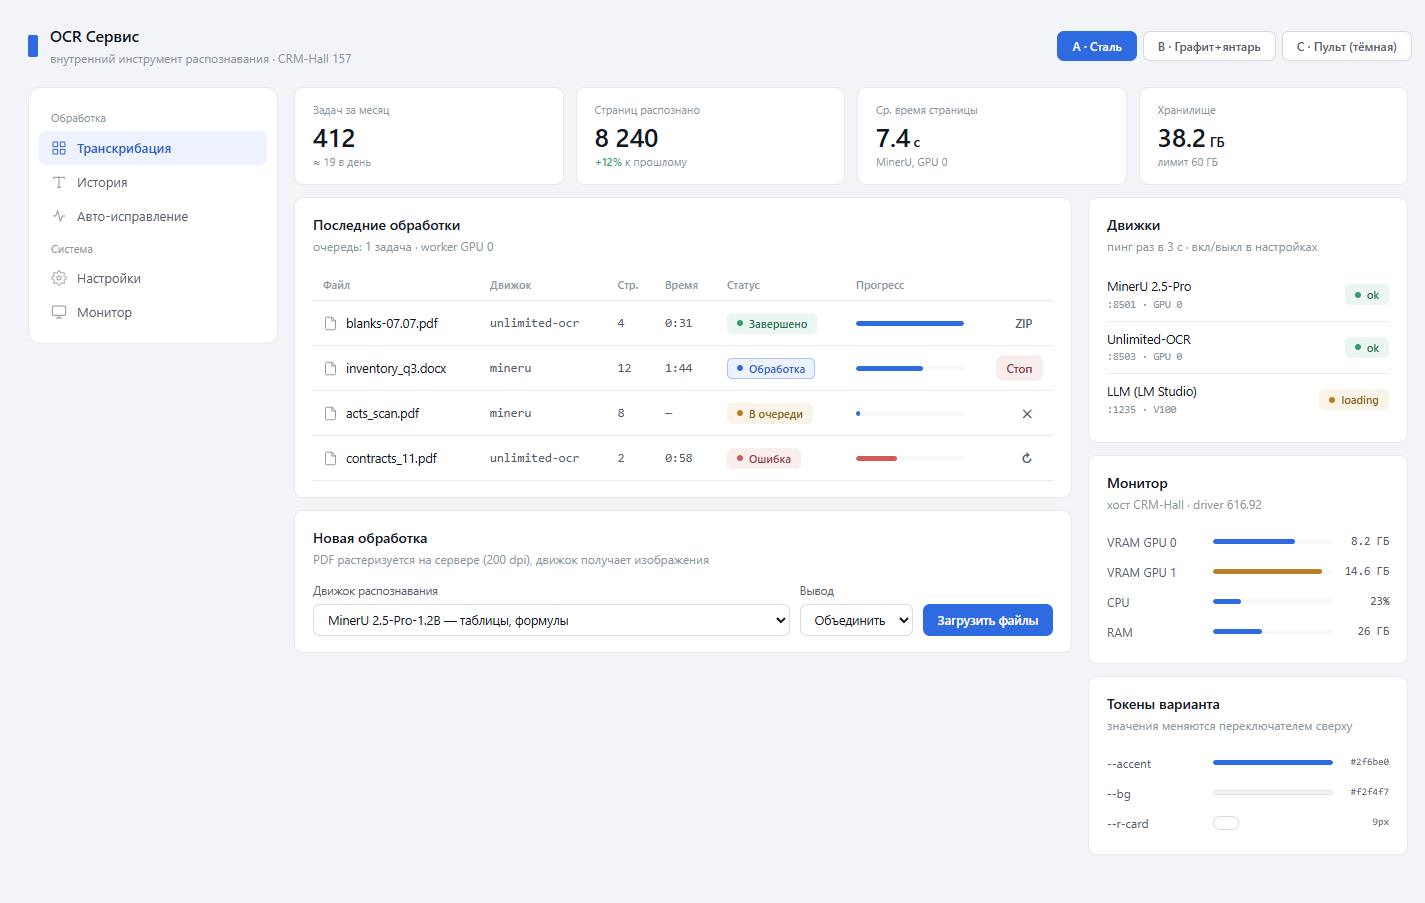 OCR Сервис
внутренний инструмент распознавания · CRM-Hall 157
A · Сталь
B · Графит+янтарь
C · Пульт (тёмная)
Обработка
Транскрибация
История
Авто-исправление
Система
Настройки
Монитор
Задач за месяц
412
≈ 19 в день
Страниц распознано
8 240
+12% к прошлому
Ср. время страницы
7.4 с
MinerU, GPU 0
Хранилище
38.2 ГБ
лимит 60 ГБ
Последние обработки
очередь: 1 задача · worker GPU 0
Файл Движок Стр. Время Статус Прогресс
blanks-07.07.pdf unlimited-ocr 4 0:31 Завершено ZIP
inventory_q3.docx mineru 12 1:44 Обработка Стоп
acts_scan.pdf mineru 8 — В очереди ✕
contracts_11.pdf unlimited-ocr 2 0:58 Ошибка ↻
Новая обработка
PDF растеризуется на сервере (200 dpi), движок получает изображения
Движок распознавания Вывод
MinerU 2.5-Pro-1.2B — таблицы, формулы Объединить Загрузить файлы
Движки
пинг раз в 3 с · вкл/выкл в настройках
MinerU 2.5-Pro
:8501 · GPU 0
ok
Unlimited-OCR
:8503 · GPU 0
ok
LLM (LM Studio)
:1235 · V100
loading
Монитор
хост CRM-Hall · driver 616.92
VRAM GPU 0 8.2 ГБ
VRAM GPU 1 14.6 ГБ
CPU 23%
RAM 26 ГБ
Токены варианта
значения меняются переключателем сверху
--accent #2f6be0
--bg #f2f4f7
--r-card 9px